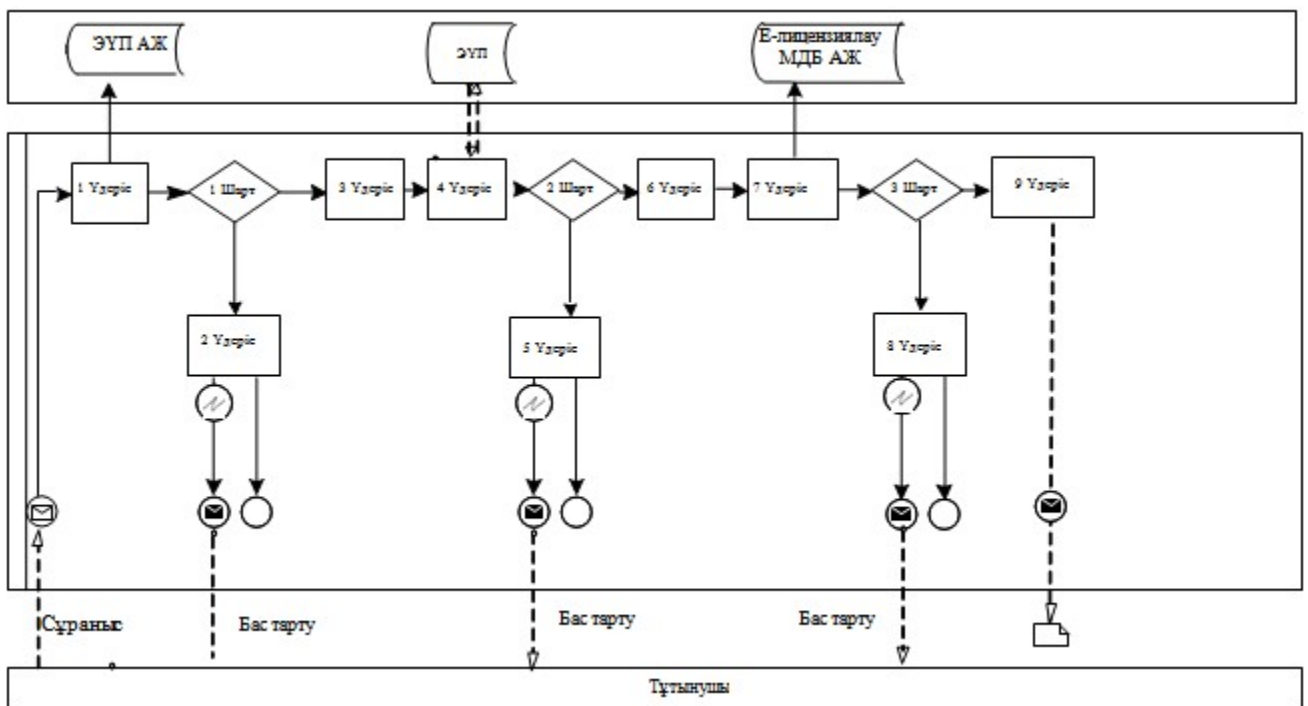 ЭҮП АЖ
ЭҮП
Е-лицензиялау
МДБ АЖ
1 Үдеріс
1 Шарт
3 Үдеріс
4 Үдеріс
2 Шарт
6 Үдеріс
7 Үдеріс
3 Шарт
9 Үдеріс
2 Үдеріс
5 Үдеріс
8 Үдеріс
Сұраныс
Бас тарту
Бас тарту
Бас тарту
Тұтынушы